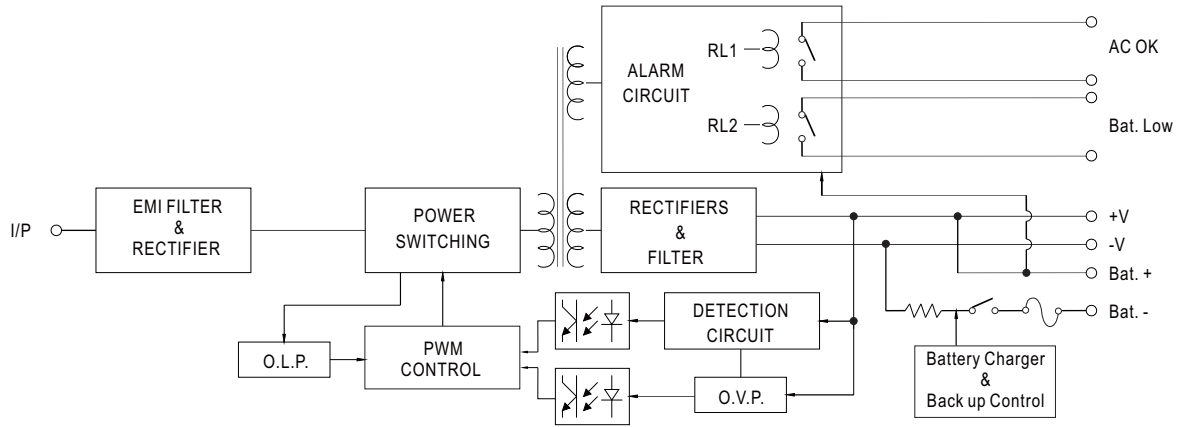 RL1
AC OK
ALARM
CIRCUIT
RL2
Bat. Low
I/P
EMI FILTER
&
RECTIFIER
POWER
SWITCHING
RECTIFIERS
&
FILTER
+V
-V
Bat. +
Bat. -
DETECTION
CIRCUIT
O.L.P.
PWM
CONTROL
O.V.P.
Battery Charger
&
Back up Control